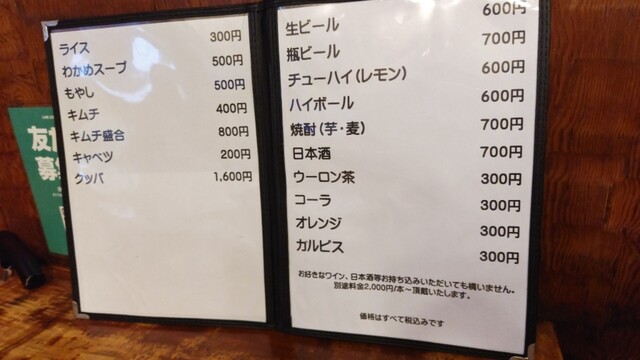 ライス 300円
わかめスープ 500円
もやし 500円
キムチ 400円
キムチ盛合 800円
キャベツ 200円
クッパ 1,600円
生ビール 600円
瓶ビール 700円
チューハイ(レモン) 600円
ハイボール 600円
焼酎(芋・麦) 700円
日本酒 700円
ウーロン茶 300円
コーラ 300円
オレンジ 300円
カルピス 300円
お好きなワイン、日本酒等お持ち込みいただいても構いません。
別途料金2,000円/本～頂戴いたします。
価格はすべて税込みです
友
募